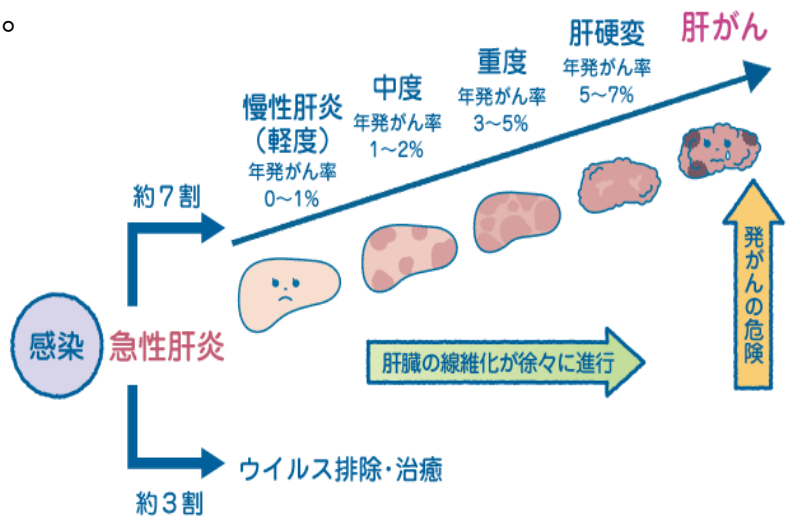 。
肝がん
肝硬変
年発がん率
5〜7%
重度
年発がん率
3〜5%
中度
年発がん率
1〜2%
慢性肝炎
（軽度）
年発がん率
0〜1%
約7割
感染
急性肝炎
肝臓の線維化が徐々に進行
発がんの危険
ウイルス排除・治癒
約3割